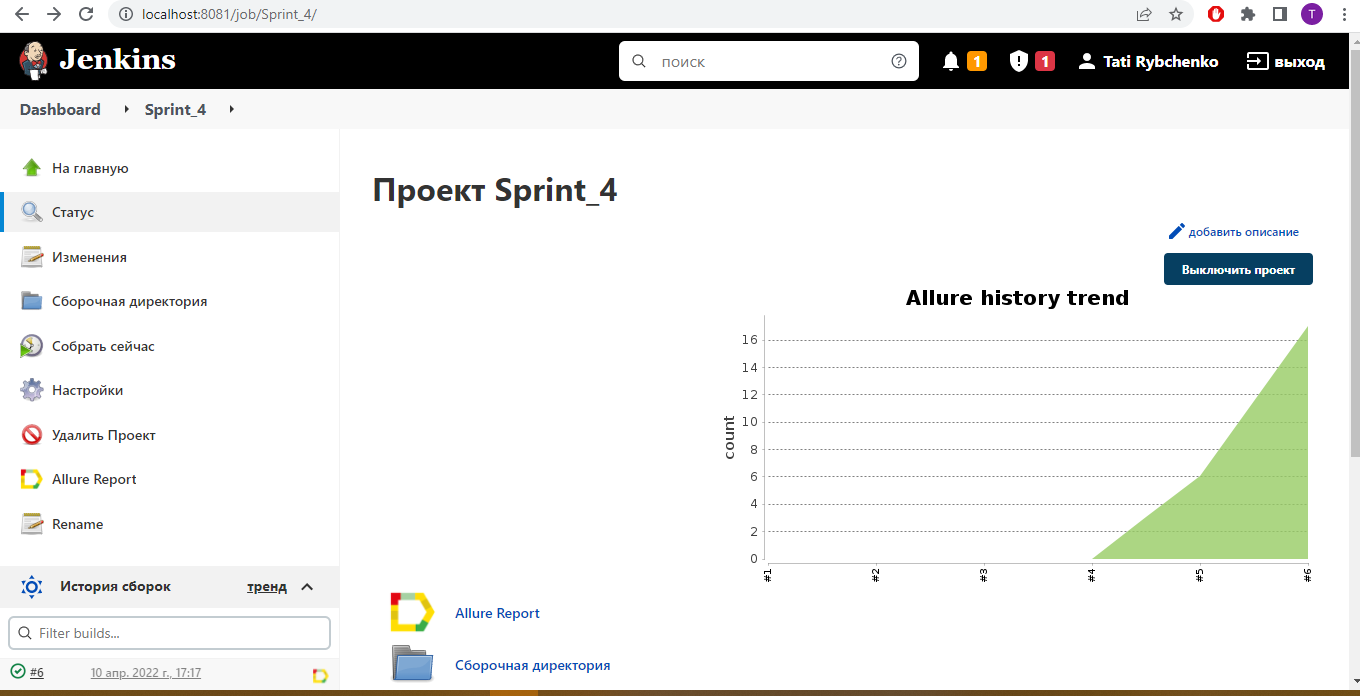 localhost:8081/job/Sprint_4/
T
Jenkins
поиск
1
1
Tati Rybchenko
выход
Dashboard
Sprint_4
На главную
Статус
Изменения
Сборочная директория
Собрать сейчас
Настройки
Удалить Проект
Allure Report
Rename
История сборок
тренд
Filter builds...
#6
10 апр. 2022 г., 17:17
Проект Sprint_4
добавить описание
Выключить проект
Allure history trend
count
16
14
12
10
8
6
4
2
0
#1
#2
#3
#4
#5
#6
Allure Report
Сборочная директория